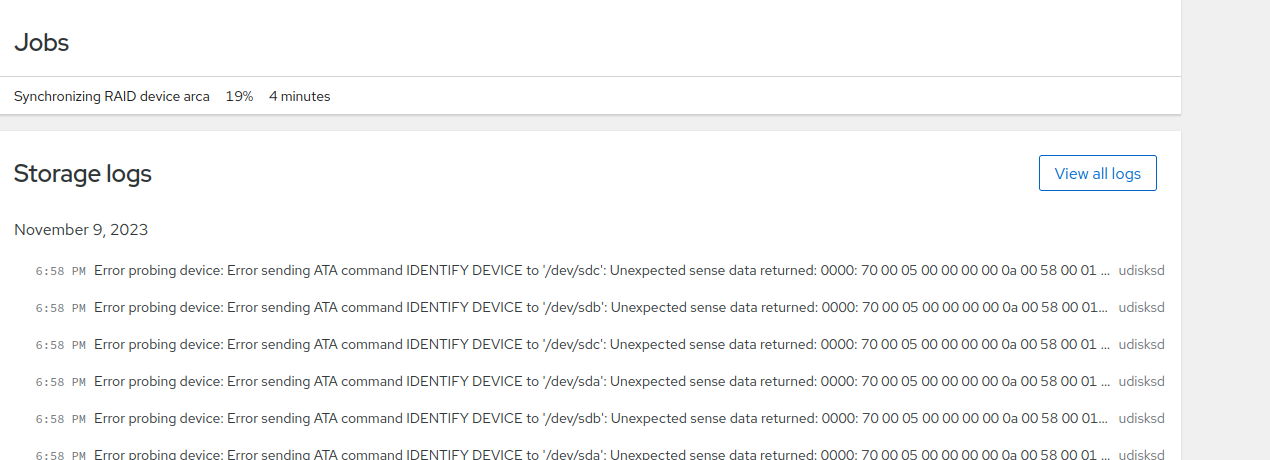 Jobs
Synchronizing RAID device arca 19% 4 minutes
Storage logs
View all logs
November 9, 2023
6:58 PM Error probing device: Error sending ATA command IDENTIFY DEVICE to '/dev/sdc': Unexpected sense data returned: 0000: 70 00 05 00 00 00 00 0a 00 58 00 01 ... udisksd
6:58 PM Error probing device: Error sending ATA command IDENTIFY DEVICE to '/dev/sdb': Unexpected sense data returned: 0000: 70 00 05 00 00 00 00 0a 00 58 00 01... udisksd
6:58 PM Error probing device: Error sending ATA command IDENTIFY DEVICE to '/dev/sdc': Unexpected sense data returned: 0000: 70 00 05 00 00 00 00 0a 00 58 00 01 ... udisksd
6:58 PM Error probing device: Error sending ATA command IDENTIFY DEVICE to '/dev/sda': Unexpected sense data returned: 0000: 70 00 05 00 00 00 00 0a 00 58 00 01 ... udisksd
6:58 PM Error probing device: Error sending ATA command IDENTIFY DEVICE to '/dev/sdb': Unexpected sense data returned: 0000: 70 00 05 00 00 00 00 0a 00 58 00 01... udisksd
6:58 PM Error probing device: Error sending ATA command IDENTIFY DEVICE to '/dev/sda': Unexpected sense data returned: 0000: 70 00 05 00 00 00 00 0a 00 58 00 01 ... udisksd